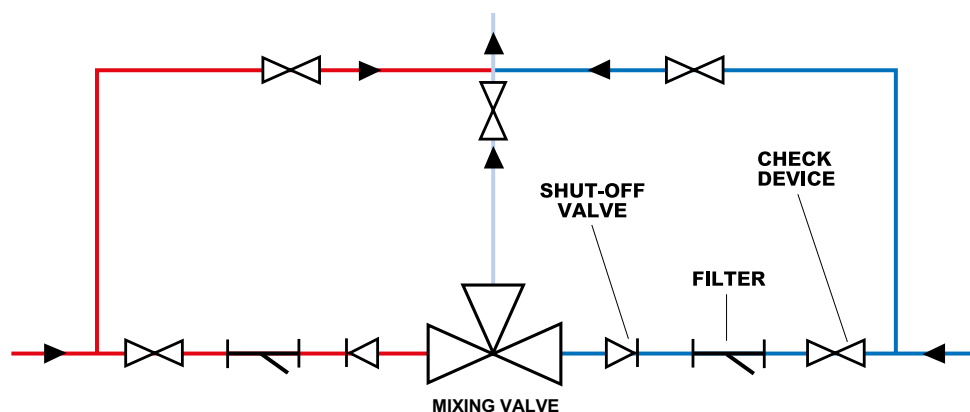 CHECK
DEVICE
SHUT-OFF
VALVE
FILTER
MIXING VALVE